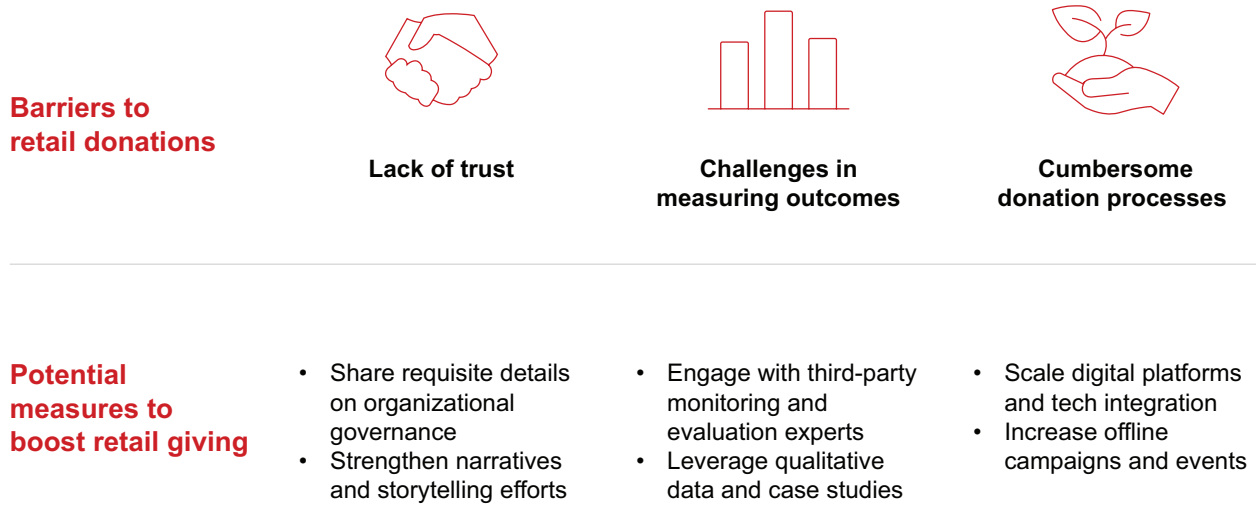 Barriers to
retail donations
Lack of trust
Challenges in
measuring outcomes
Cumbersome
donation processes
Potential
measures to
boost retail giving
• Share requisite details
on organizational
governance
• Strengthen narratives
and storytelling efforts
• Engage with third-party
monitoring and
evaluation experts
• Leverage qualitative
data and case studies
• Scale digital platforms
and tech integration
• Increase offline
campaigns and events